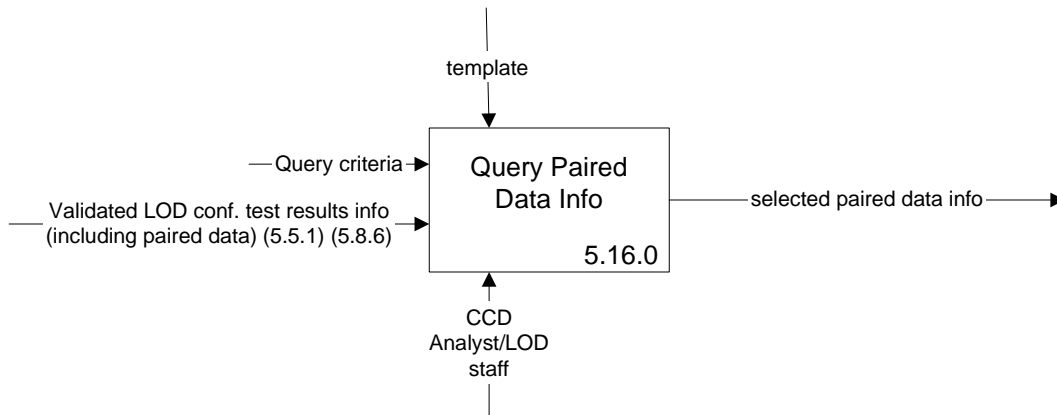 template
Query criteria
Query Paired
Data Info
Validated LOD conf. test results info
(including paired data) (5.5.1) (5.8.6)
selected paired data info
5.16.0
CCD
Analyst/LOD
staff